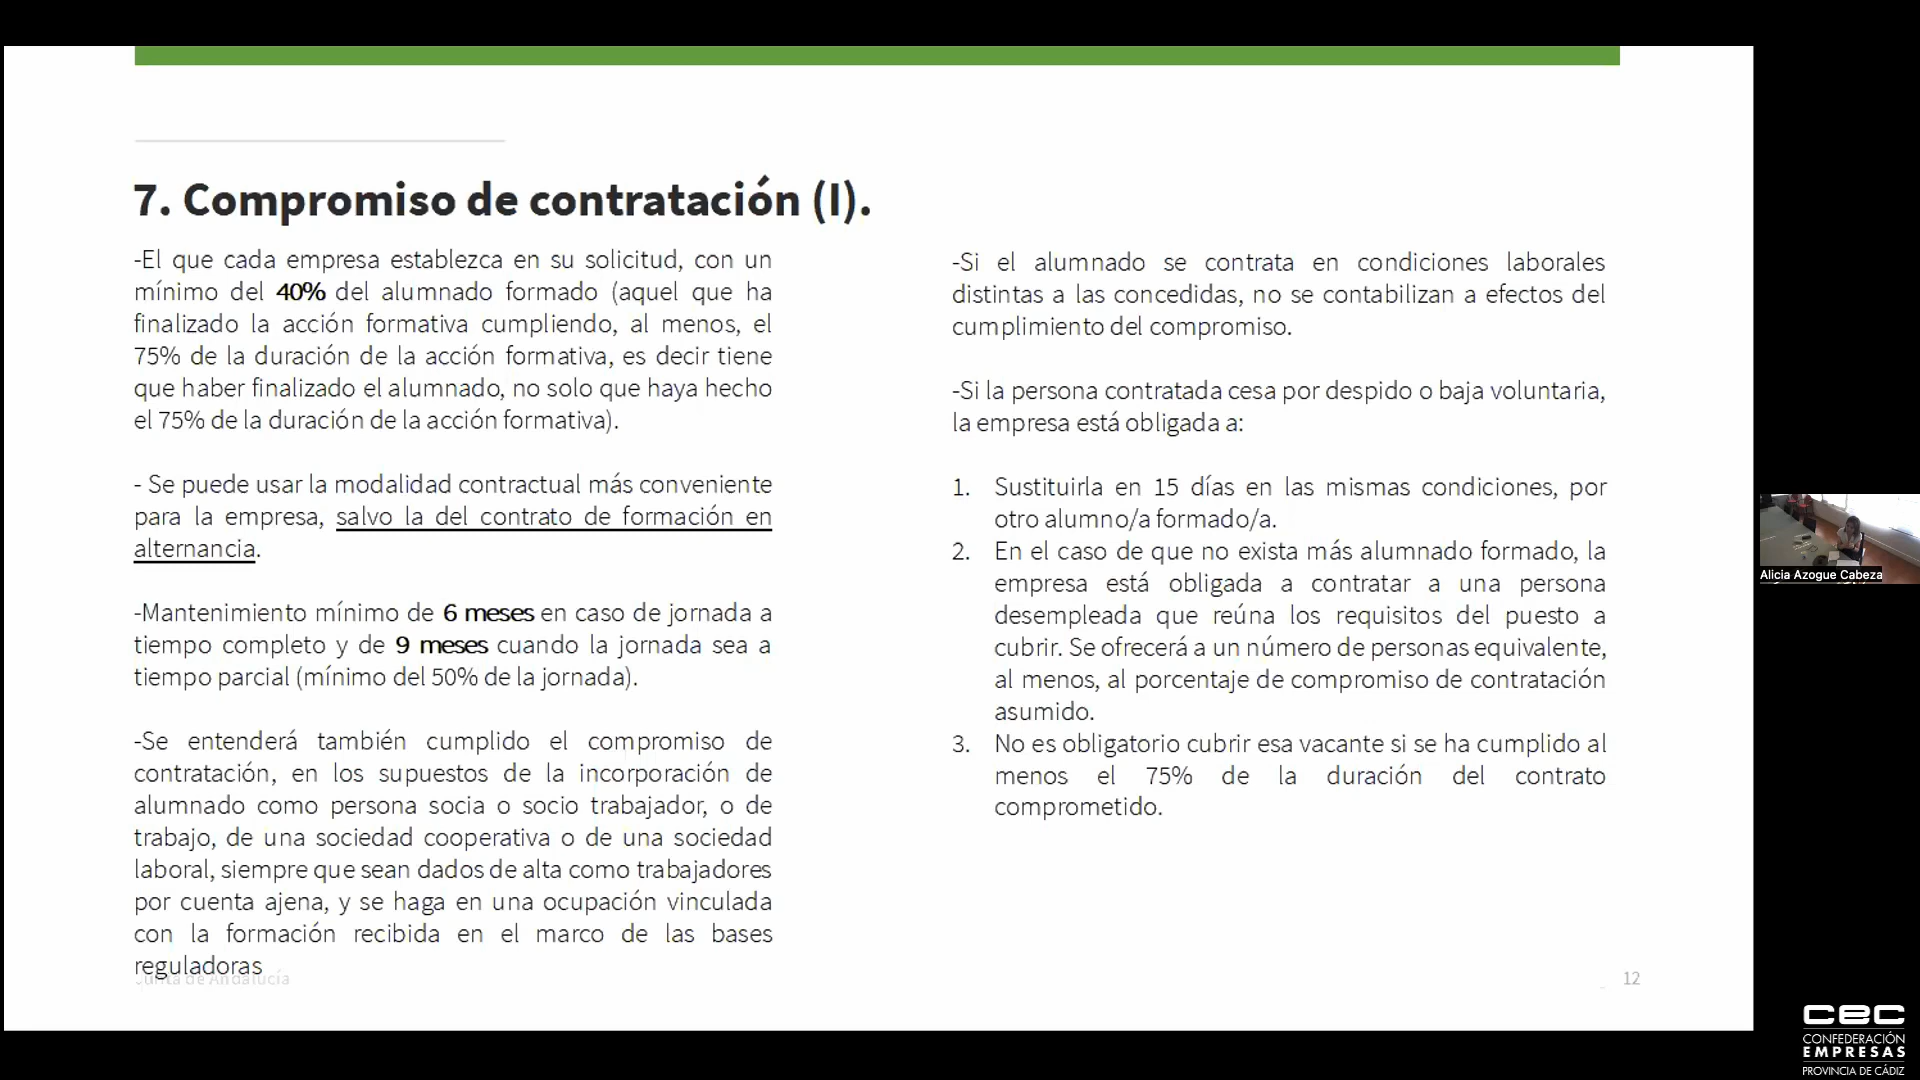 7. Compromiso de contratación (I).
-El que cada empresa establezca en su solicitud, con un
mínimo del 40% del alumnado formado (aquel que ha
finalizado la acción formativa cumpliendo, al menos, el
75% de la duración de la acción formativa, es decir tiene
que haber finalizado el alumnado, no solo que haya hecho
el 75% de la duración de la acción formativa).
- Se puede usar la modalidad contractual más conveniente
para la empresa, salvo la del contrato de formación en
alternancia.
-Mantenimiento mínimo de 6 meses en caso de jornada a
tiempo completo y de 9 meses cuando la jornada sea a
tiempo parcial (mínimo del 50% de la jornada).
-Se entenderá también cumplido el compromiso de
contratación, en los supuestos de la incorporación de
alumnado como persona socia o socio trabajador, o de
trabajo, de una sociedad cooperativa o de una sociedad
laboral, siempre que sean dados de alta como trabajadores
por cuenta ajena, y se haga en una ocupación vinculada
con la formación recibida en el marco de las bases
reguladoras
Junta de Andalucía
-Si el alumnado se contrata en condiciones laborales
distintas a las concedidas, no se contabilizan a efectos del
cumplimiento del compromiso.
-Si la persona contratada cesa por despido o baja voluntaria,
la empresa está obligada a:
1. Sustituirla en 15 días en las mismas condiciones, por
otro alumno/a formado/a.
2. En el caso de que no exista más alumnado formado, la
empresa está obligada a contratar a una persona
desempleada que reúna los requisitos del puesto a
cubrir. Se ofrecerá a un número de personas equivalente,
al menos, al porcentaje de compromiso de contratación
asumido.
3. No es obligatorio cubrir esa vacante si se ha cumplido al
menos el 75% de la duración del contrato
comprometido.
12
Alicia Azogue Cabeza
cec
CONFEDERACIÓN
EMPRESAS
PROVINCIA DE CÁDIZ